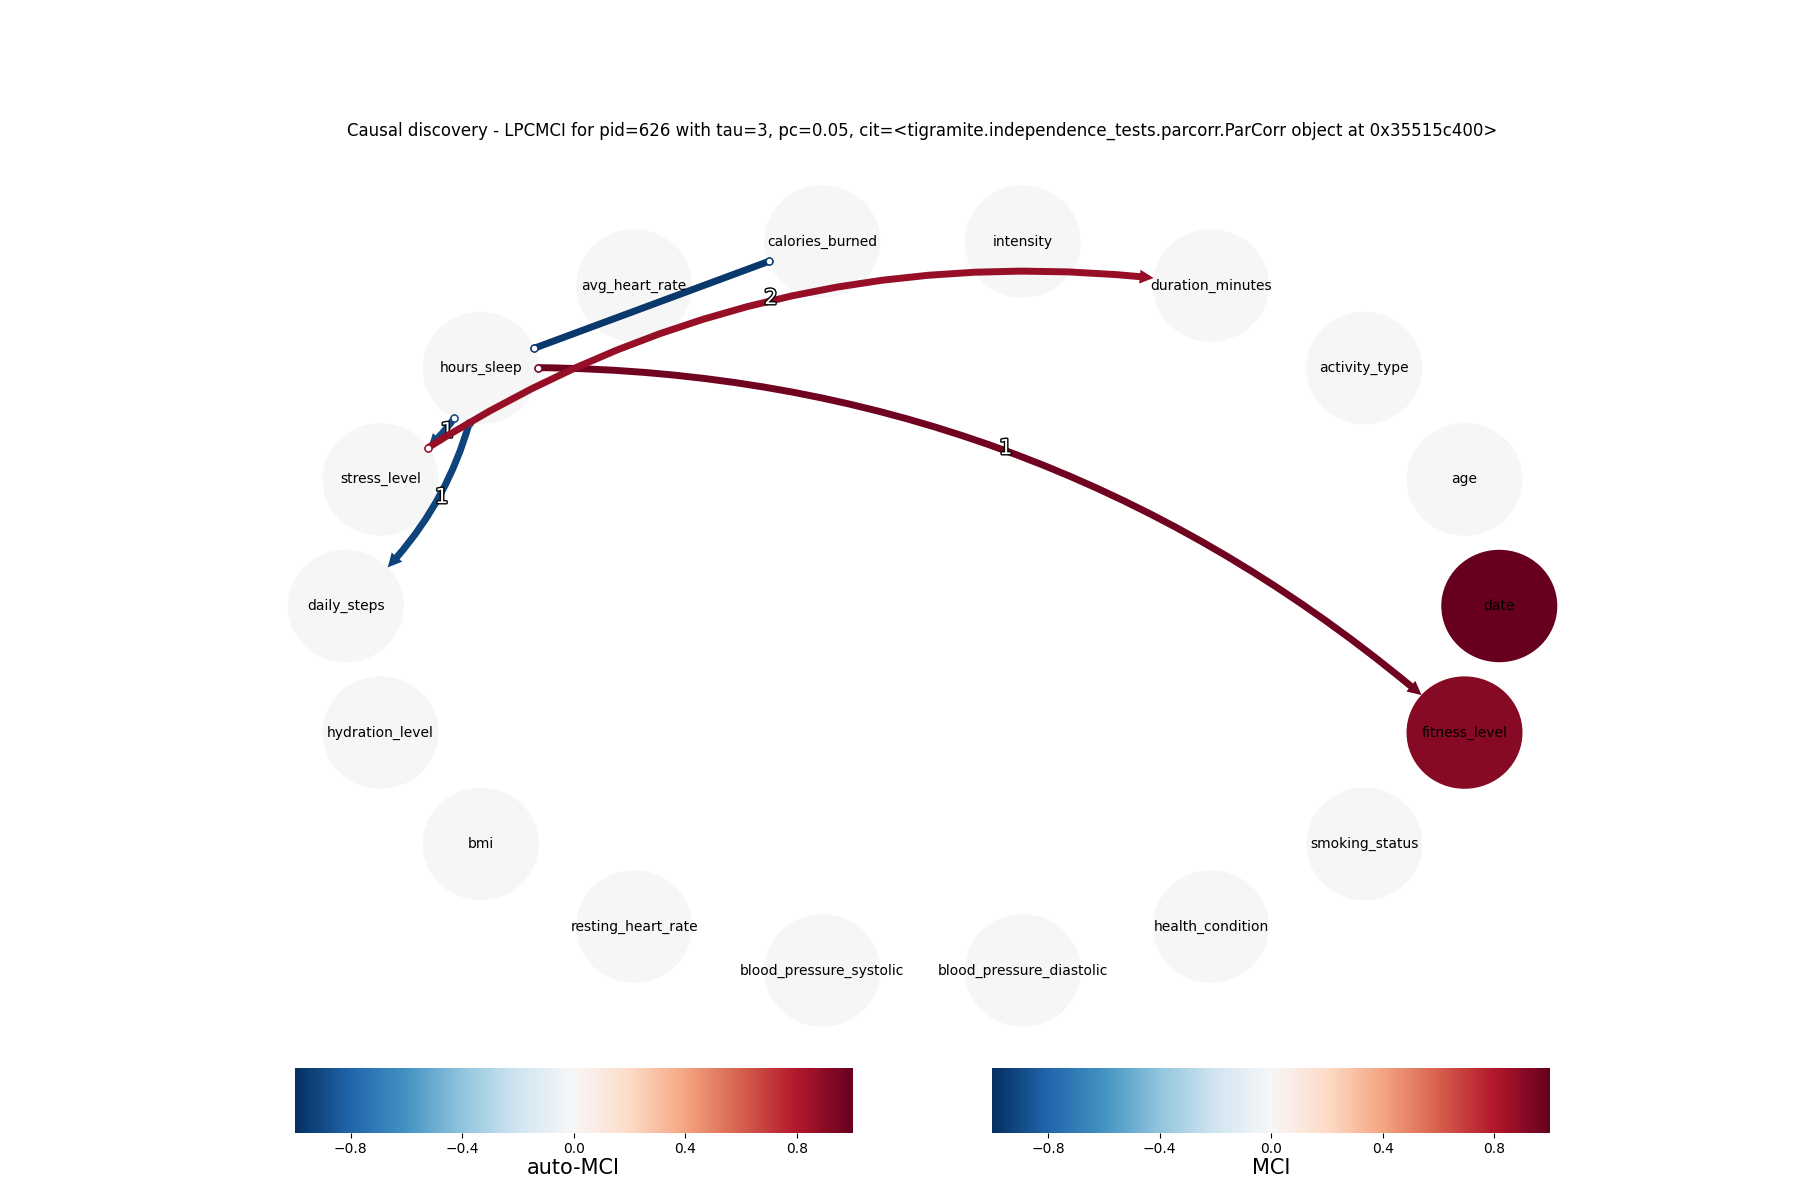 Causal discovery - LPCMCI for pid=626 with tau=3, pc=0.05, cit=<tigramite.independence_tests.parcorr.ParCorr object at 0x35515c400>
calories_burned
intensity
avg_heart_rate
duration_minutes
2
hours_sleep
activity_type
1
1
stress_level
age
1
daily_steps
date
hydration_level
fitness_level
bmi
smoking_status
resting_heart_rate
health_condition
blood_pressure_systolic
blood_pressure_diastolic
−0.8 −0.4 0.0 0.4 0.8
auto-MCI
−0.8 −0.4 0.0 0.4 0.8
MCI